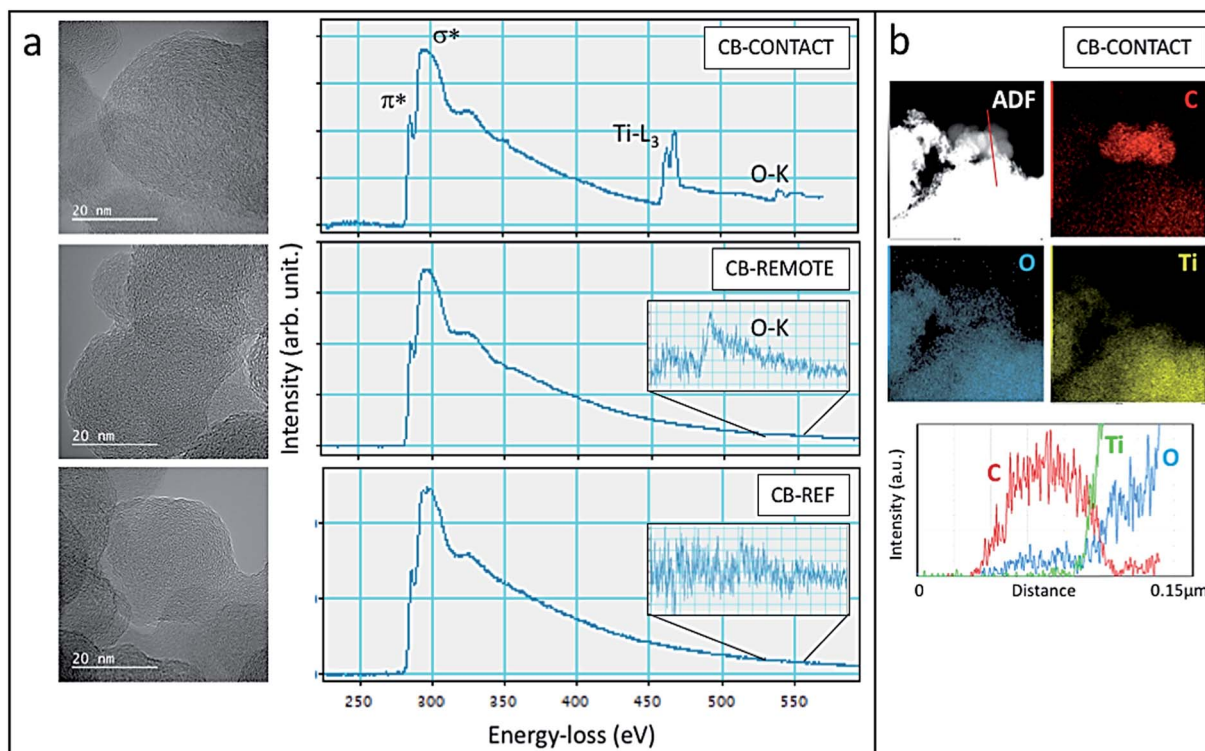 a
20 nm
20 nm
20 nm
Intensity (arb. unit.)
CB-CONTACT
π*
σ*
Ti-L3
O-K
CB-REMOTE
O-K
CB-REF
250 300 350 400 450 500 550
Energy-loss (eV)
b
CB-CONTACT
ADF
C
O
Ti
Intensity (a.u.)
C
Ti
O
0 Distance 0.15μm